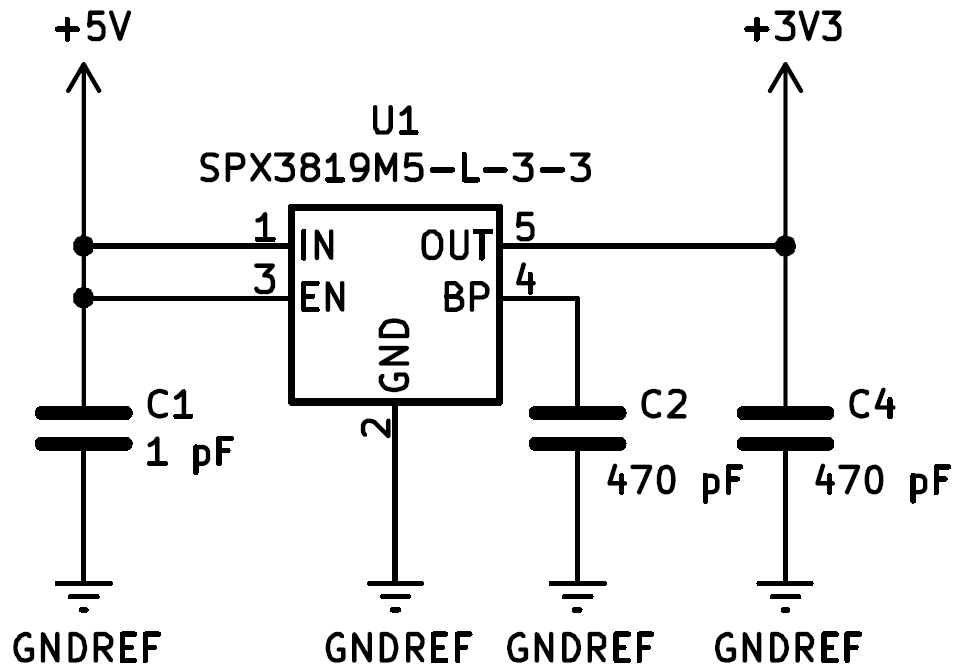 +5V
+3V3
U1
SPX3819M5-L-3-3
1
IN
OUT
5
3
EN
BP
4
GND
2
C1
1 pF
C2
470 pF
C4
470 pF
GNDREF
GNDREF
GNDREF
GNDREF